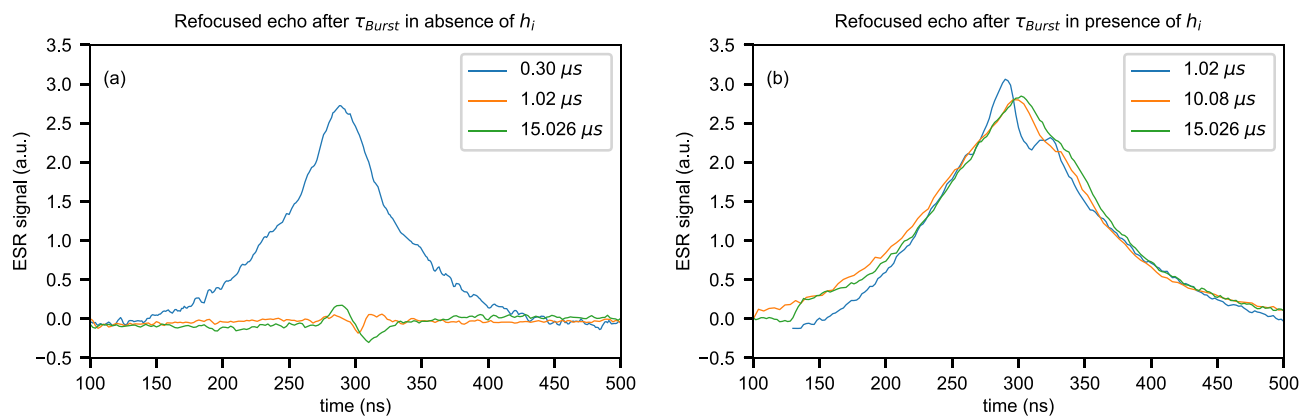 Refocused echo after τ_Burst in absence of h_i
3.5
3.0
2.5
2.0
1.5
1.0
0.5
0.0
−0.5
ESR signal (a.u.)
(a)
0.30 μs
1.02 μs
15.026 μs
100 150 200 250 300 350 400 450 500
time (ns)
Refocused echo after τ_Burst in presence of h_i
3.5
3.0
2.5
2.0
1.5
1.0
0.5
0.0
−0.5
ESR signal (a.u.)
(b)
1.02 μs
10.08 μs
15.026 μs
100 150 200 250 300 350 400 450 500
time (ns)